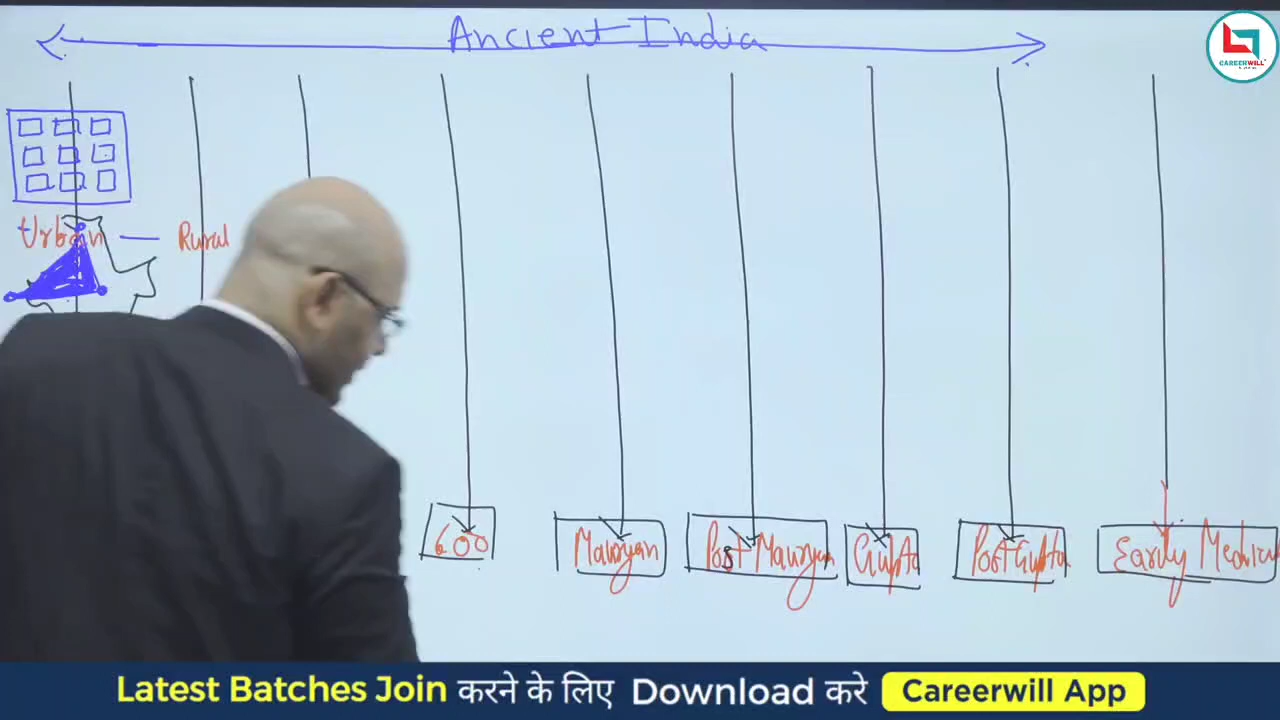 Ancient India
CAREERWILL
Urban — Rural
600
Mauryan
Post Mauryan
Gupta
Post Gupta
Early
Latest Batches Join करने के लिए Download करे Careerwill App